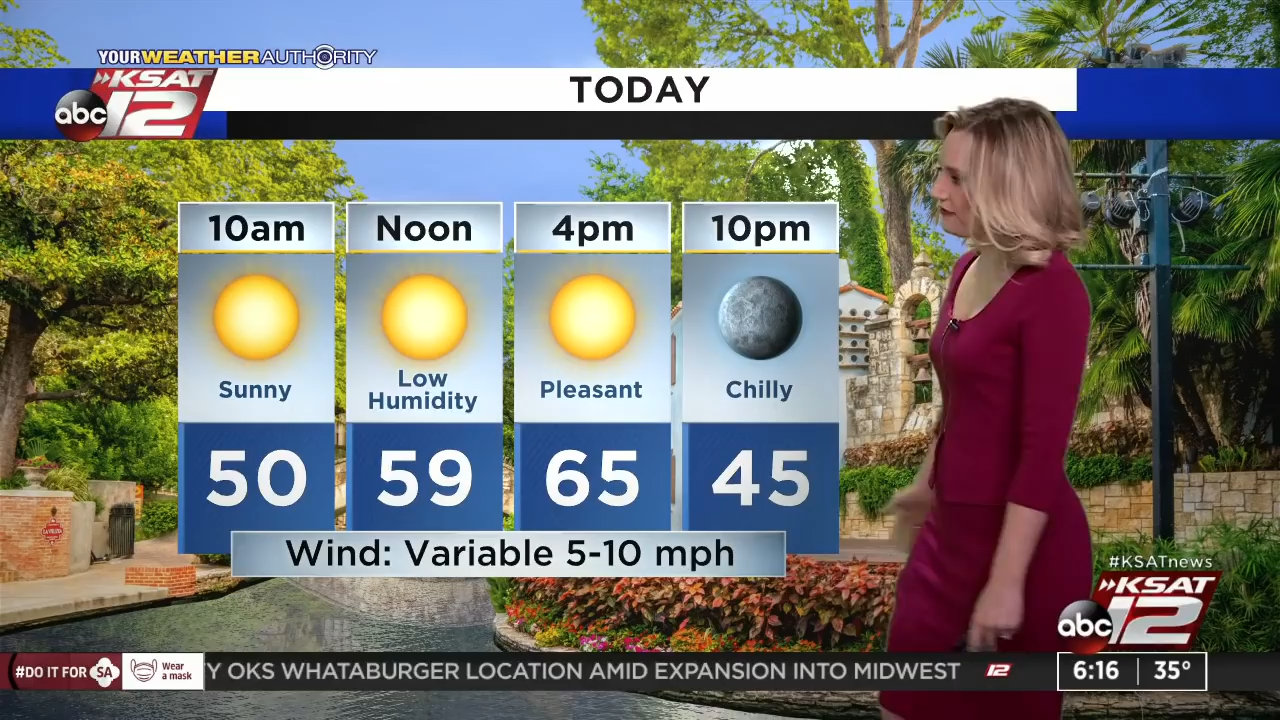 YOUR WEATHER AUTHORITY
KSAT
abc 12
TODAY
10am
Noon
4pm
10pm
Sunny
Low
Humidity
Pleasant
Chilly
50
59
65
45
Wind: Variable 5-10 mph
#KSATnews
KSAT
abc 12
#DO IT FOR SA
Wear
a mask
Y OKS WHATABURGER LOCATION AMID EXPANSION INTO MIDWEST
12
6:16 35°